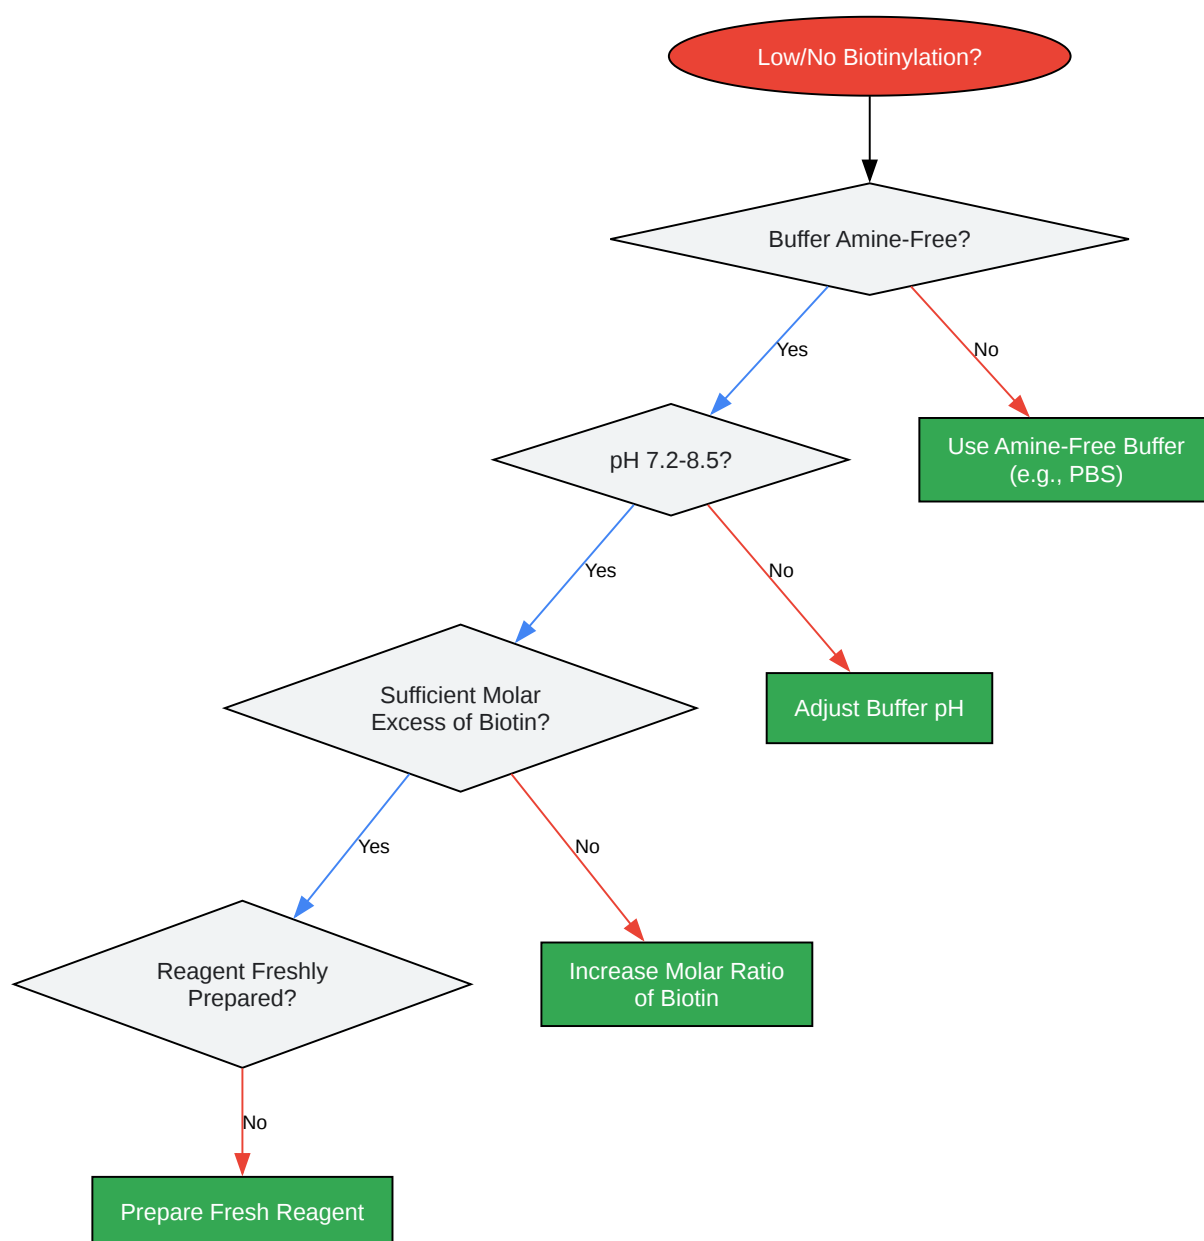 Low/No Biotinylation?
Buffer Amine-Free?
Yes
No
pH 7.2-8.5?
Use Amine-Free Buffer
(e.g., PBS)
Yes
No
Sufficient Molar
Excess of Biotin?
Adjust Buffer pH
Yes
No
Reagent Freshly
Prepared?
Increase Molar Ratio
of Biotin
No
Prepare Fresh Reagent